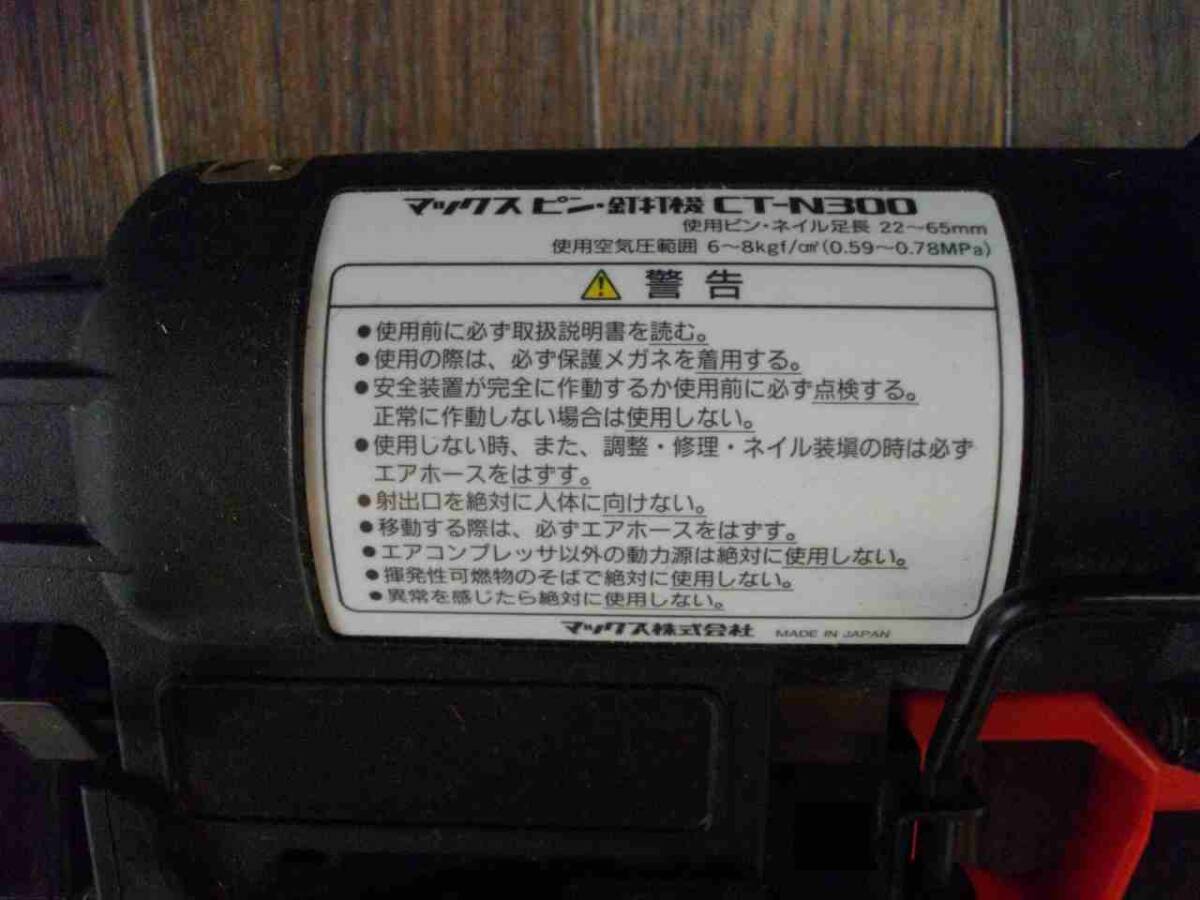 マックス ピン・釘打機 CT-N300
使用ピン・ネイル足長 22〜65mm
使用空気圧範囲 6〜8kgf/c㎡(0.59〜0.78MPa)
警告
●使用前に必ず取扱説明書を読む。
●使用の際は、必ず保護メガネを着用する。
●安全装置が完全に作動するか使用前に必ず点検する。
正常に作動しない場合は使用しない。
●使用しない時、また、調整・修理・ネイル装填の時は必ず
エアホースをはずす。
●射出口を絶対に人体に向けない。
●移動する際は、必ずエアホースをはずす。
●エアコンプレッサ以外の動力源は絶対に使用しない。
●揮発性可燃物のそばで絶対に使用しない。
●異常を感じたら絶対に使用しない。
マックス株式会社 MADE IN JAPAN